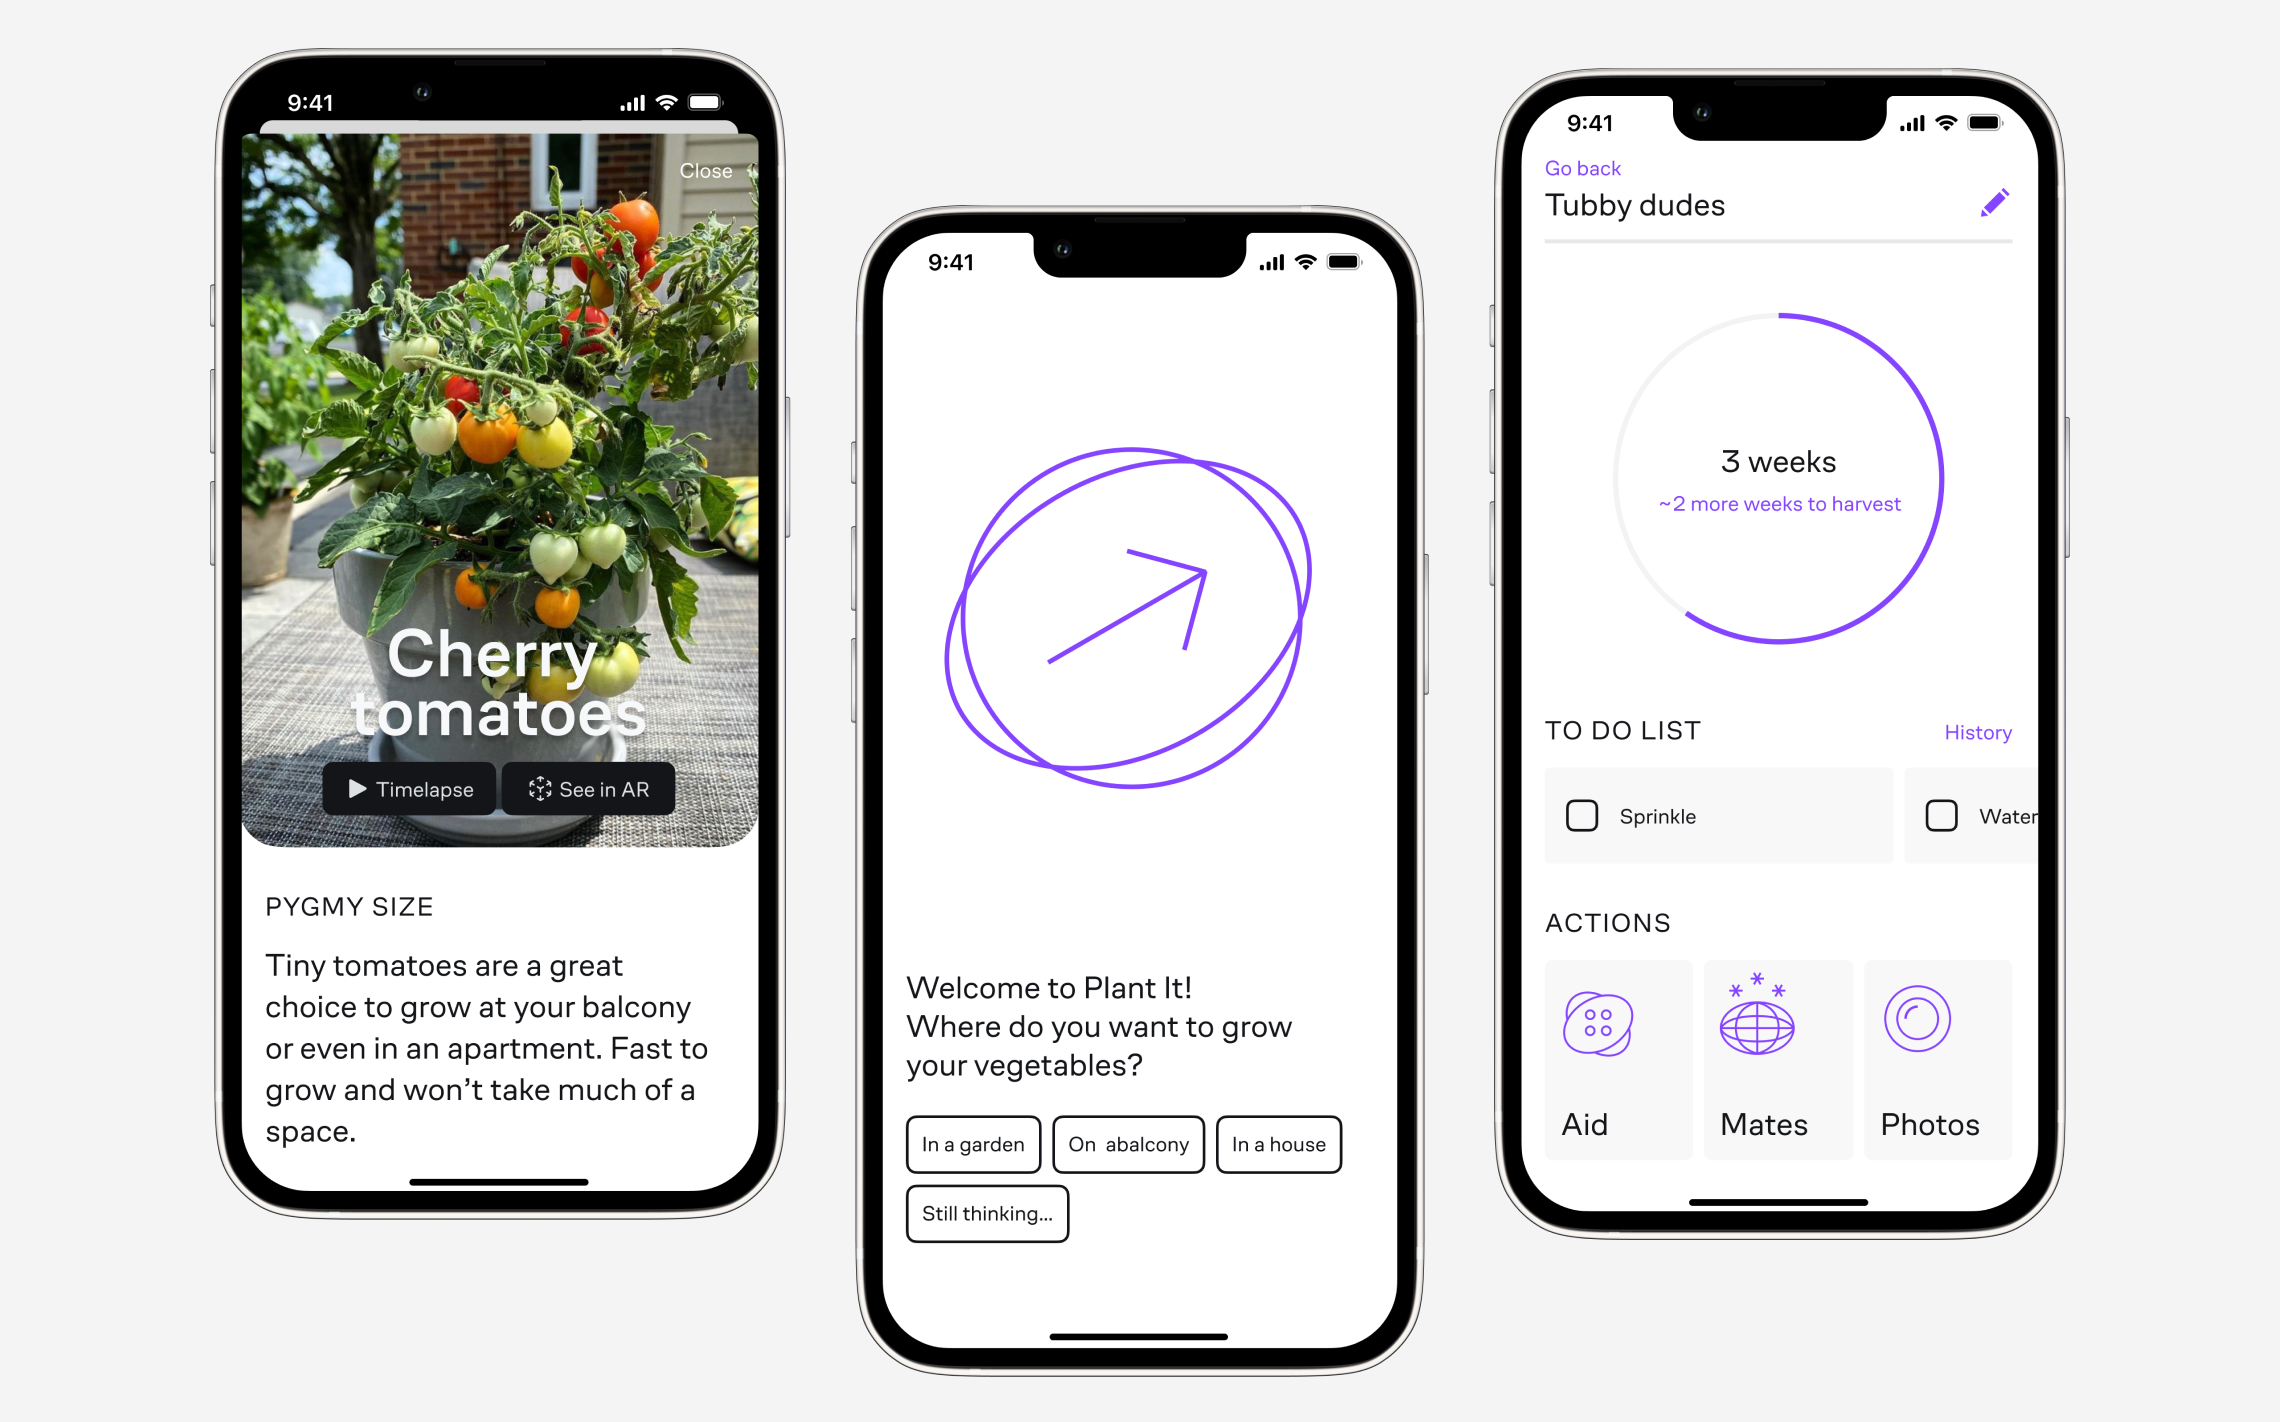 9:41
Close
Cherry
tomatoes
Timelapse
See in AR
PYGMY SIZE
Tiny tomatoes are a great
choice to grow at your balcony
or even in an apartment. Fast to
grow and won’t take much of a
space.
9:41
Welcome to Plant It!
Where do you want to grow
your vegetables?
In a garden
On  abalcony
In a house
Still thinking...
9:41
Go back
Tubby dudes
3 weeks
~2 more weeks to harvest
TO DO LIST
History
Sprinkle
Water
ACTIONS
Aid
Mates
Photos